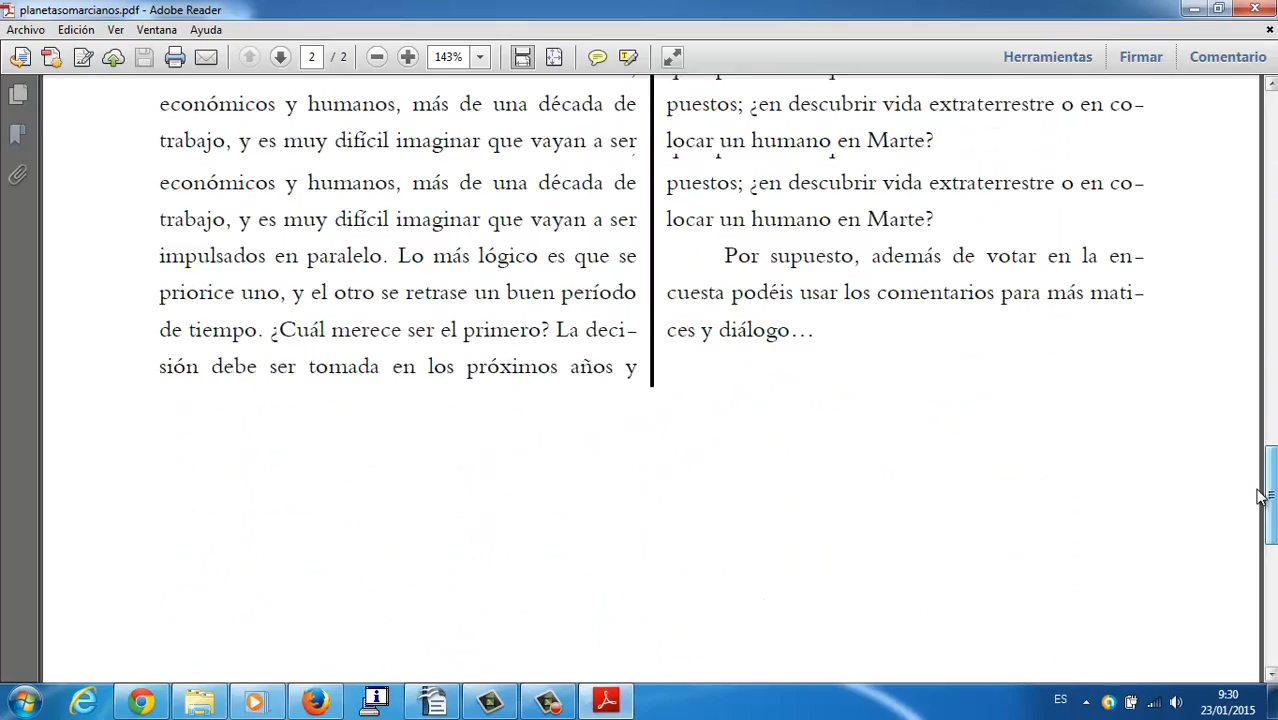 planetasomarcianos.pdf - Adobe Reader
Archivo Edición Ver Ventana Ayuda
2 / 2 143% Herramientas Firmar Comentario
económicos y humanos, más de una década de
trabajo, y es muy difícil imaginar que vayan a ser
económicos y humanos, más de una década de
trabajo, y es muy difícil imaginar que vayan a ser
impulsados en paralelo. Lo más lógico es que se
priorice uno, y el otro se retrase un buen período
de tiempo. ¿Cuál merece ser el primero? La deci-
sión debe ser tomada en los próximos años y
puestos; ¿en descubrir vida extraterrestre o en co-
locar un humano en Marte?
puestos; ¿en descubrir vida extraterrestre o en co-
locar un humano en Marte?
Por supuesto, además de votar en la en-
cuesta podéis usar los comentarios para más mati-
ces y diálogo...
ES
9:30
23/01/2015